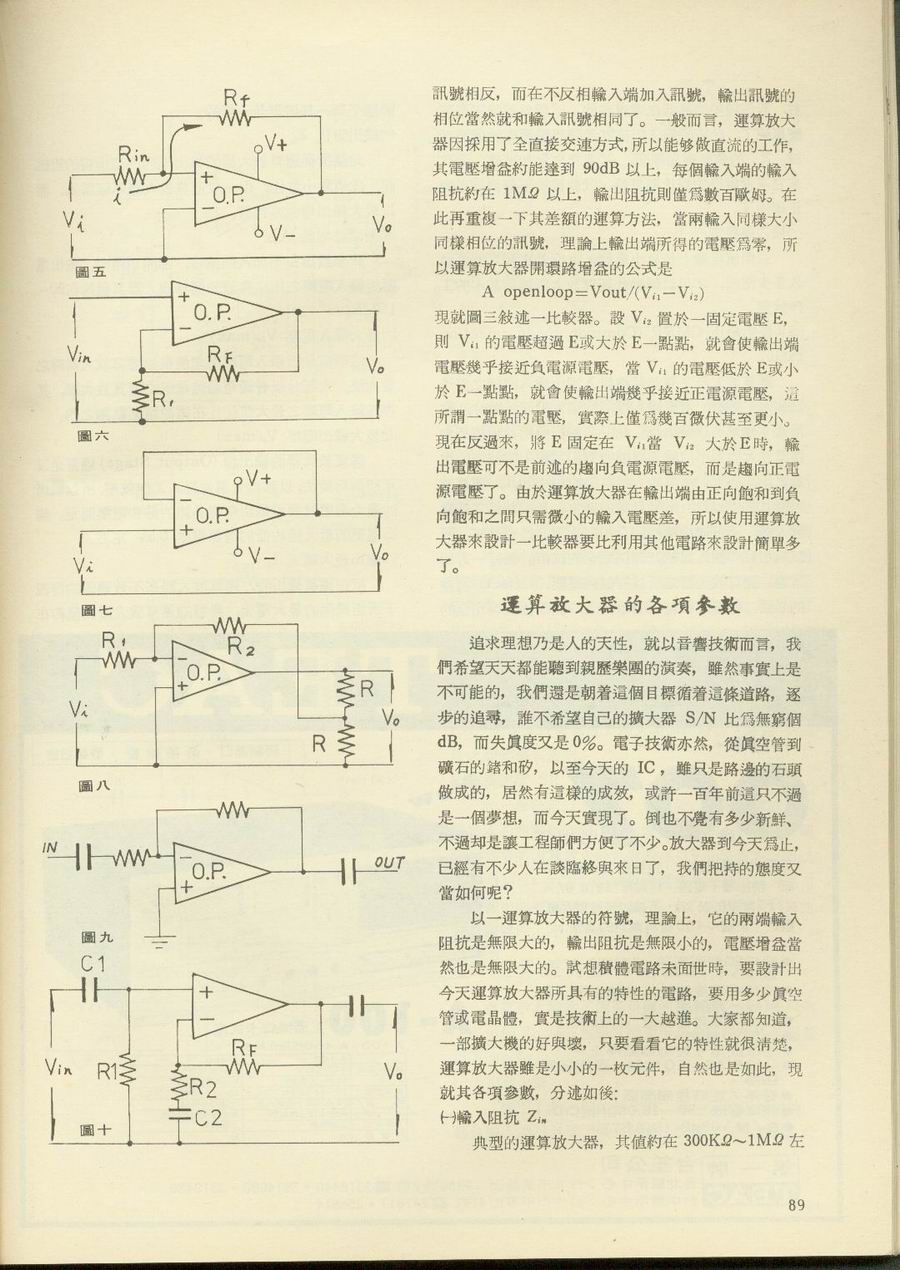 Rf
V+
Rin
+
i
O.P.
−
Vi
V−
Vo
圖五
+
O.P.
−
Vin
RF
Vo
R1
圖六
V+
−
O.P.
+
V−
Vi
Vo
圖七
R1
R2
−
O.P.
+
R
Vi
Vo
R
圖八
IN
−
O.P.
+
OUT
圖九
C1
+
−
RF
Vin
R1
R2
Vo
C2
圖十
訊號相反，而在不反相輸入端加入訊號，輸出訊號的
相位當然就和輸入訊號相同了。一般而言，運算放大
器因採用了全直接交連方式，所以能够做直流的工作，
其電壓增益約能達到 90dB 以上，每個輸入端的輸入
阻抗約在 1MΩ 以上，輸出阻抗則僅爲數百歐姆。在
此再重複一下其差額的運算方法，當兩輸入同樣大小
同樣相位的訊號，理論上輸出端所得的電壓爲零，所
以運算放大器開環路增益的公式是
A openloop=Vout/(Vi1−Vi2)
現就圖三敍述一比較器。設 Vi2 置於一固定電壓 E，
則 Vi1 的電壓超過 E或大於 E一點點，就會使輸出端
電壓幾乎接近負電源電壓，當 Vi1 的電壓低於 E或小
於 E一點點，就會使輸出端幾乎接近正電源電壓，這
所謂一點點的電壓，實際上僅爲幾百微伏甚至更小。
現在反過來，將 E 固定在 Vi1當 Vi2 大於E時，輸
出電壓可不是前述的趨向負電源電壓，而是趨向正電
源電壓了。由於運算放大器在輸出端由正向飽和到負
向飽和之間只需微小的輸入電壓差，所以使用運算放
大器來設計一比較器要比利用其他電路來設計簡單多
了。
運算放大器的各項參數
追求理想乃是人的天性，就以音響技術而言，我
們希望天天都能聽到親歷樂團的演奏，雖然事實上是
不可能的，我們還是朝着這個目標循着這條道路，逐
步的追尋，誰不希望自己的擴大器 S/N 比爲無窮個
dB，而失眞度又是0%。電子技術亦然，從眞空管到
礦石的鍺和矽，以至今天的 IC，雖只是路邊的石頭
做成的，居然有這樣的成效，或許一百年前這只不過
是一個夢想，而今天實現了。倒也不覺有多少新鮮、
不過却是讓工程師們方便了不少。放大器到今天爲止，
已經有不少人在談臨終與來日了，我們把持的態度又
當如何呢？
以一運算放大器的符號，理論上，它的兩端輸入
阻抗是無限大的，輸出阻抗是無限小的，電壓增益當
然也是無限大的。試想積體電路未面世時，要設計出
今天運算放大器所具有的特性的電路，要用多少眞空
管或電晶體，實是技術上的一大越進。大家都知道，
一部擴大機的好與壞，只要看看它的特性就很清楚，
運算放大器雖是小小的一枚元件，自然也是如此，現
就其各項參數，分述如後：
㈠輸入阻抗 Zin
典型的運算放大器，其值約在 300KΩ～1MΩ 左
89